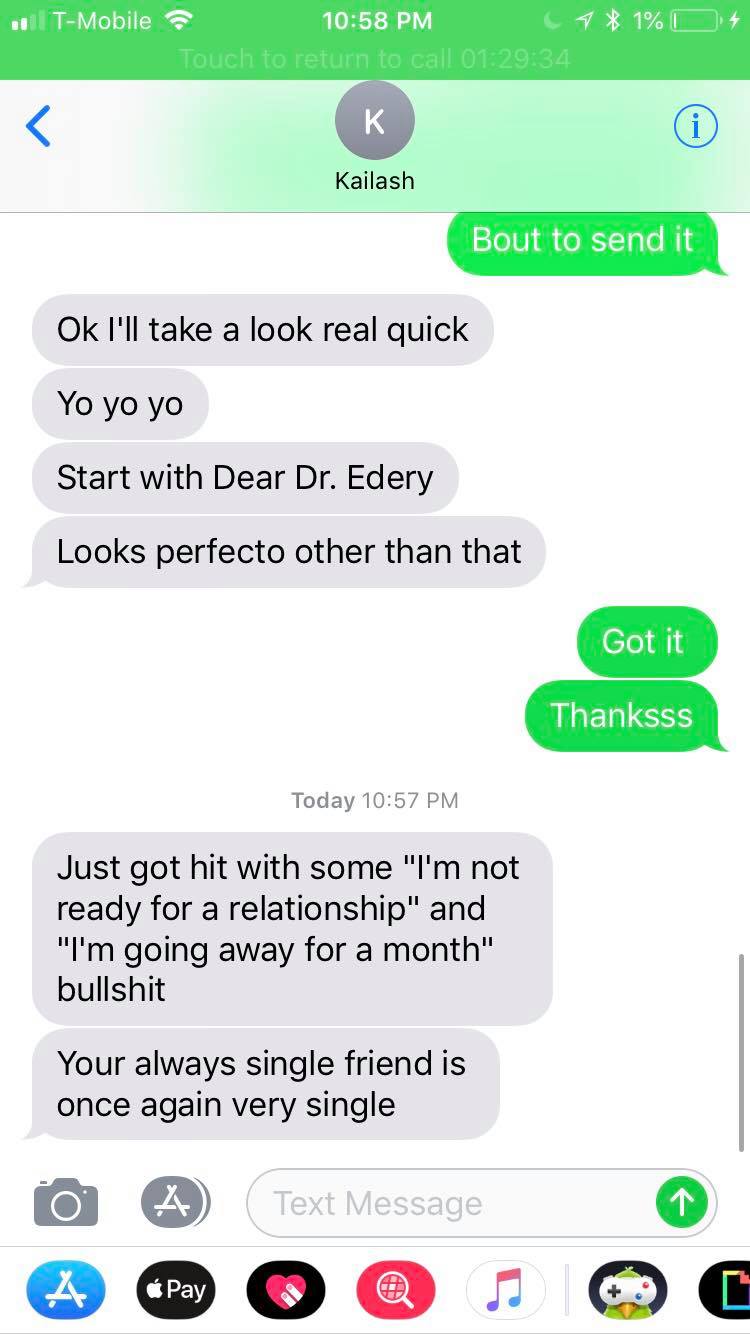 T-Mobile 10:58 PM 1%
Touch to return to call 01:29:34
K
i
Kailash
Bout to send it
Ok I'll take a look real quick
Yo yo yo
Start with Dear Dr. Edery
Looks perfecto other than that
Got it
Thanksss
Today 10:57 PM
Just got hit with some "I'm not
ready for a relationship" and
"I'm going away for a month"
bullshit
Your always single friend is
once again very single
Text Message
Pay